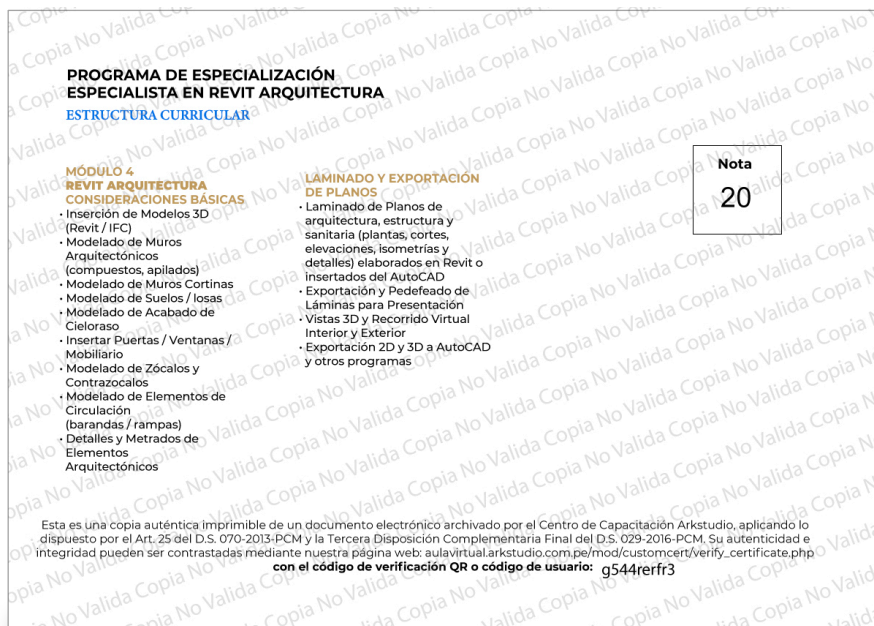 PROGRAMA DE ESPECIALIZACIÓN
ESPECIALISTA EN REVIT ARQUITECTURA
ESTRUCTURA CURRICULAR
MÓDULO 4
REVIT ARQUITECTURA
CONSIDERACIONES BÁSICAS
• Inserción de Modelos 3D
(Revit / IFC)
• Modelado de Muros
Arquitectónicos
(compuestos, apilados)
• Modelado de Muros Cortinas
• Modelado de Suelos / losas
• Modelado de Acabado de
Cieloraso
• Insertar Puertas / Ventanas /
Mobiliario
• Modelado de Zócalos y
Contrazocalos
• Modelado de Elementos de
Circulación
(barandas / rampas)
• Detalles y Metrados de
Elementos
Arquitectónicos
LAMINADO Y EXPORTACIÓN
DE PLANOS
• Laminado de Planos de
arquitectura, estructura y
sanitaria (plantas, cortes,
elevaciones, isometrías y
detalles) elaborados en Revit o
insertados del AutoCAD
• Exportación y Pedefeado de
Láminas para Presentación
• Vistas 3D y Recorrido Virtual
Interior y Exterior
• Exportación 2D y 3D a AutoCAD
y otros programas
Nota
20
Esta es una copia auténtica imprimible de un documento electrónico archivado por el Centro de Capacitación Arkstudio, aplicando lo
dispuesto por el Art. 25 del D.S. 070-2013-PCM y la Tercera Disposición Complementaria Final del D.S. 029-2016-PCM. Su autenticidad e
integridad pueden ser contrastadas mediante nuestra página web: aulavirtual.arkstudio.com.pe/mod/customcert/verify_certificate.php
con el código de verificación QR o código de usuario: g544rerfr3
Copia No Valida Copia No Valida Copia No Valida Copia No Valida